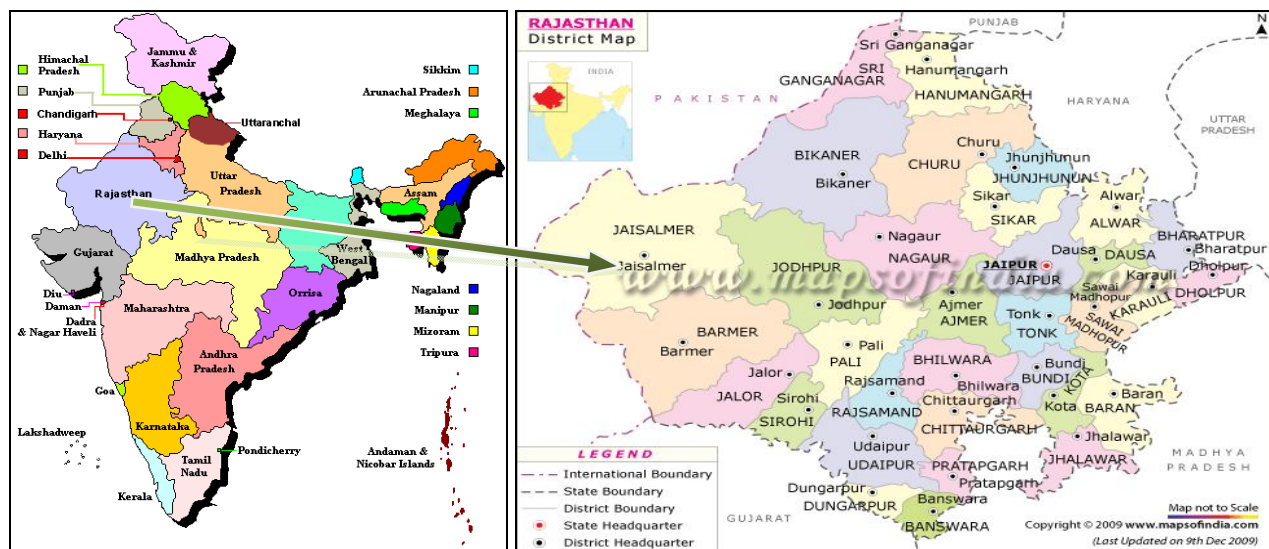 Jammu &
Kashmir
Himachal
Pradesh
Punjab
Chandigarh
Haryana
Delhi
Uttaranchal
Sikkim
Arunachal Pradesh
Meghalaya
Rajasthan
Uttar
Pradesh
Assam
Gujarat
Madhya Pradesh
West
Bengal
Diu
Daman
Dadra
& Nagar Haveli
Maharashtra
Orrisa
Nagaland
Manipur
Mizoram
Tripura
Andhra
Pradesh
Goa
Karnataka
Lakshadweep
Tamil
Nadu
Pondicherry
Kerala
Andaman &
Nicobar Islands
RAJASTHAN
District Map
INDIA
PUNJAB
N
PAKISTAN
HARYANA
UTTAR
PRADESH
Sri Ganganagar
SRI
GANGANAGAR
Hanumangarh
HANUMANGARH
BIKANER
Bikaner
Churu
CHURU
Jhunjhunun
JHUNJHUNUN
Sikar
SIKAR
Alwar
ALWAR
JAISALMER
Jaisalmer
JODHPUR
Jodhpur
Nagaur
NAGAUR
JAIPUR
JAIPUR
Dausa
DAUSA
BHARATPUR
Bharatpur
Dholpur
DHOLPUR
Karauli
KARAULI
Sawai
Madhopur
SAWAI
MADHOPUR
www.mapsofindia.com
Ajmer
AJMER
Tonk
TONK
BARMER
Barmer
Pali
PALI
Jalor
JALOR
Sirohi
SIROHI
Rajsamand
RAJSAMAND
BHILWARA
Bhilwara
Bundi
BUNDI
KOTA
Kota
Baran
BARAN
Chittaurgarh
CHITTAURGARH
Jhalawar
JHALAWAR
Udaipur
UDAIPUR
PRATAPGARH
Pratapgarh
Dungarpur
DUNGARPUR
Banswara
BANSWARA
MADHYA
PRADESH
GUJARAT
LEGEND
International Boundary
State Boundary
District Boundary
State Headquarter
District Headquarter
Map not to Scale
Copyright © 2009 www.mapsofindia.com
(Last Updated on 9th Dec 2009)